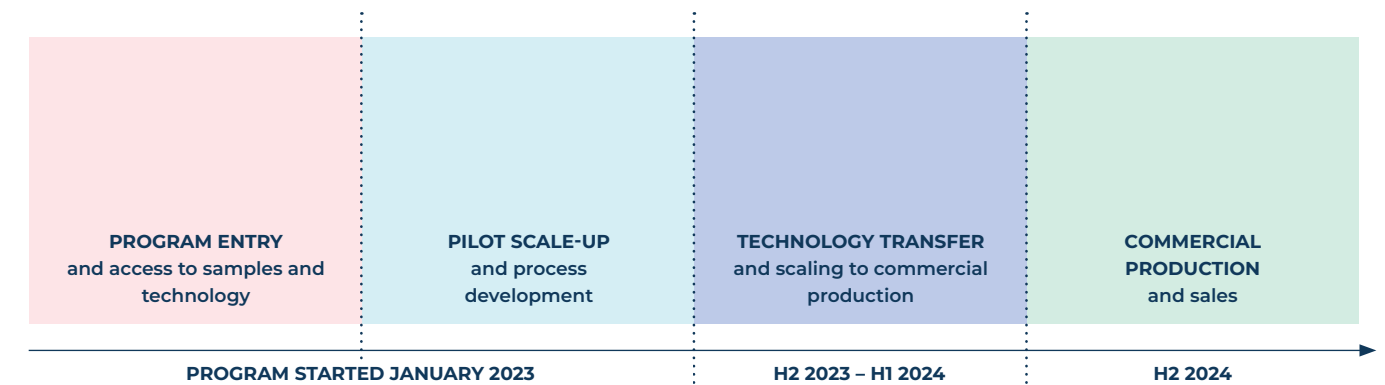 PROGRAM ENTRY
and access to samples and
technology
PILOT SCALE-UP
and process
development
TECHNOLOGY TRANSFER
and scaling to commercial
production
COMMERCIAL
PRODUCTION
and sales
PROGRAM STARTED JANUARY 2023
H2 2023 – H1 2024
H2 2024